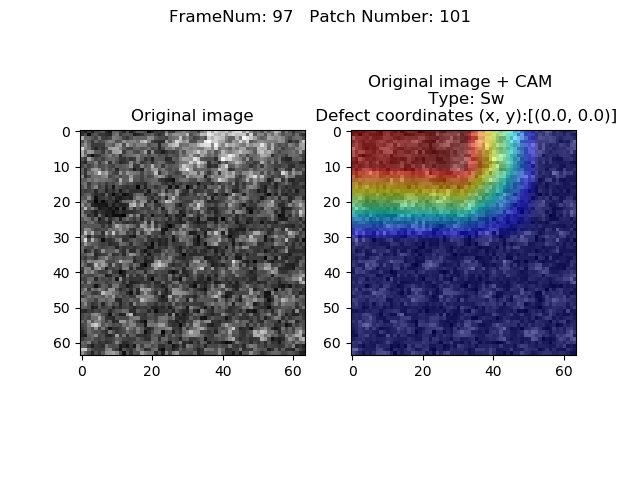 FrameNum: 97   Patch Number: 101
Original image
0
10
20
30
40
50
60
0 20 40 60
Original image + CAM
Type: Sw
Defect coordinates (x, y):[(0.0, 0.0)]
0
10
20
30
40
50
60
0 20 40 60